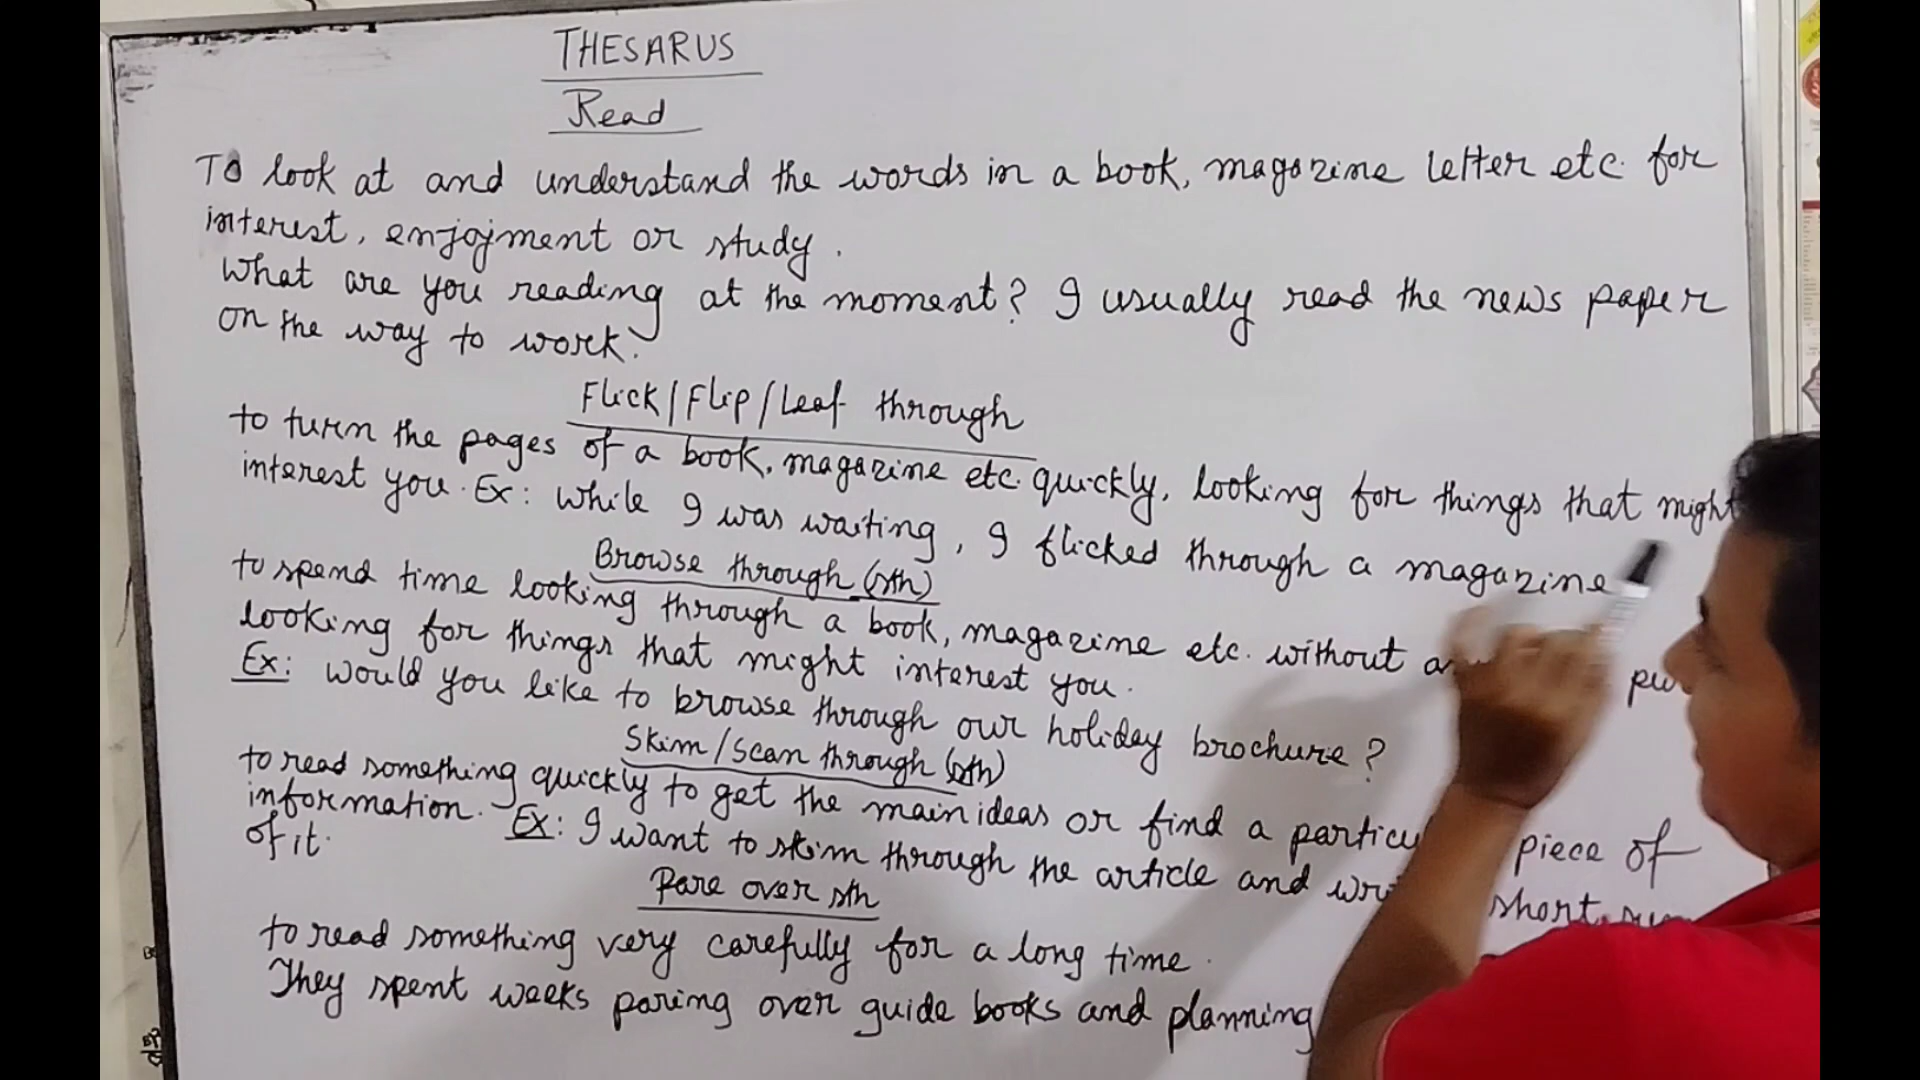 THESARUS
Read
To look at and understand the words in a book, magazine letter etc. for
interest, enjojment or study.
What are you reading at the moment? I usually read the news paper
on the way to work.
Flick/Flip/Leaf through
to turn the pages of a book, magazine etc. quickly, looking for things that might
interest you. Ex: While I was waiting, I flicked through a magazine
Browse through (sth)
to spend time looking through a book, magazine etc. without
looking for things that might interest you.
Ex: Would you like to browse through our holiday brochure?
Skim/Scan through (sth)
to read something quickly to get the main ideas or find a piece of
information. Ex: I want to skim through the article and short
of it.
Pare over sth
to read something very carefully for a long time.
They spent weeks paring over guide books and planning